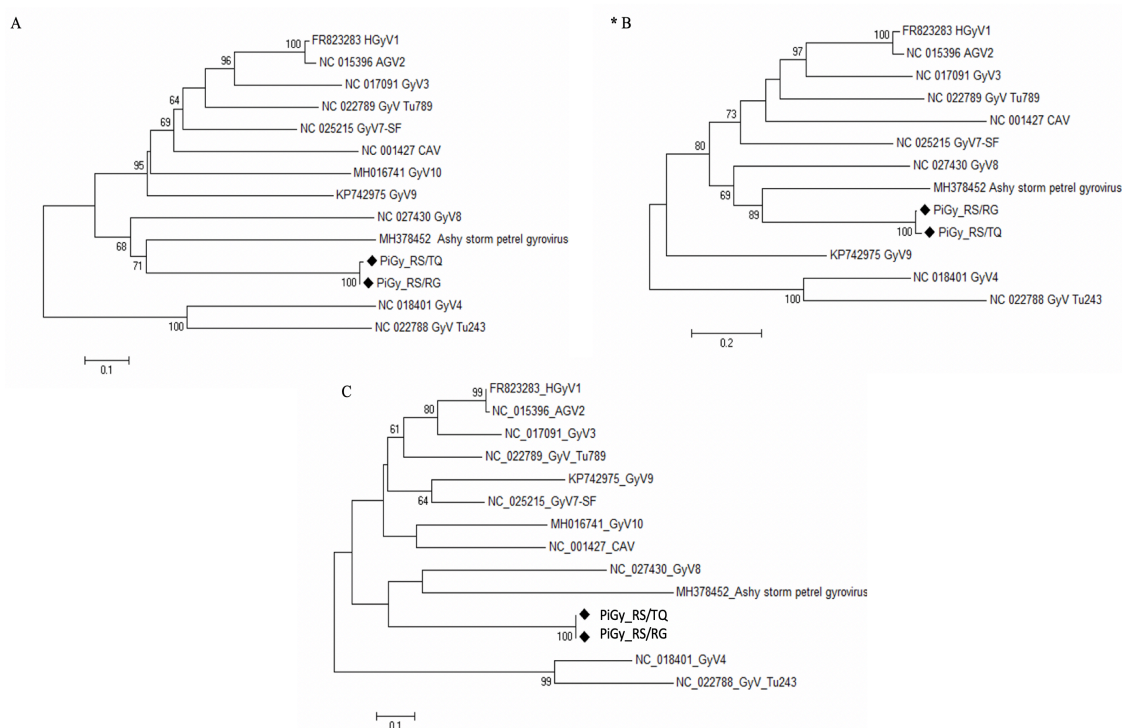 A
FR823283 HGyV1
100
NC 015396 AGV2
96
NC 017091 GyV3
64
NC 022789 GyV Tu789
69
NC 025215 GyV7-SF
NC 001427 CAV
95
MH016741 GyV10
KP742975 GyV9
NC 027430 GyV8
68
MH378452 Ashy storm petrel gyrovirus
71
PiGy_RS/TQ
100
PiGy_RS/RG
NC 018401 GyV4
100
NC 022788 GyV Tu243
0.1
* B
FR823283 HGyV1
100
NC 015396 AGV2
97
NC 017091 GyV3
NC 022789 GyV Tu789
73
NC 001427 CAV
NC 025215 GyV7-SF
80
NC 027430 GyV8
69
MH378452 Ashy storm petrel gyrovirus
89
PiGy_RS/RG
100
PiGy_RS/TQ
KP742975 GyV9
NC 018401 GyV4
100
NC 022788 GyV Tu243
0.2
C
FR823283_HGyV1
99
NC_015396_AGV2
80
NC_017091_GyV3
61
NC_022789_GyV_Tu789
KP742975_GyV9
64
NC_025215_GyV7-SF
MH016741_GyV10
NC_001427_CAV
NC_027430_GyV8
MH378452_Ashy storm petrel gyrovirus
PiGy_RS/TQ
100
PiGy_RS/RG
NC_018401_GyV4
99
NC_022788_GyV_Tu243
0.1